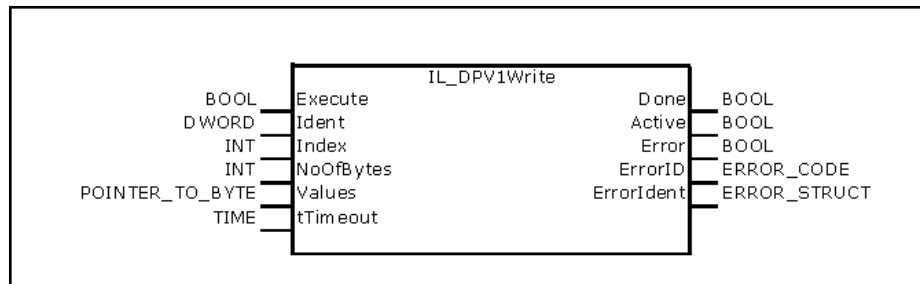 IL_DPV1Write
BOOL Execute Done BOOL
DWORD Ident Active BOOL
INT Index Error BOOL
INT NoOfBytes ErrorID ERROR_CODE
POINTER_TO_BYTE Values ErrorIdent ERROR_STRUCT
TIME tTimeout